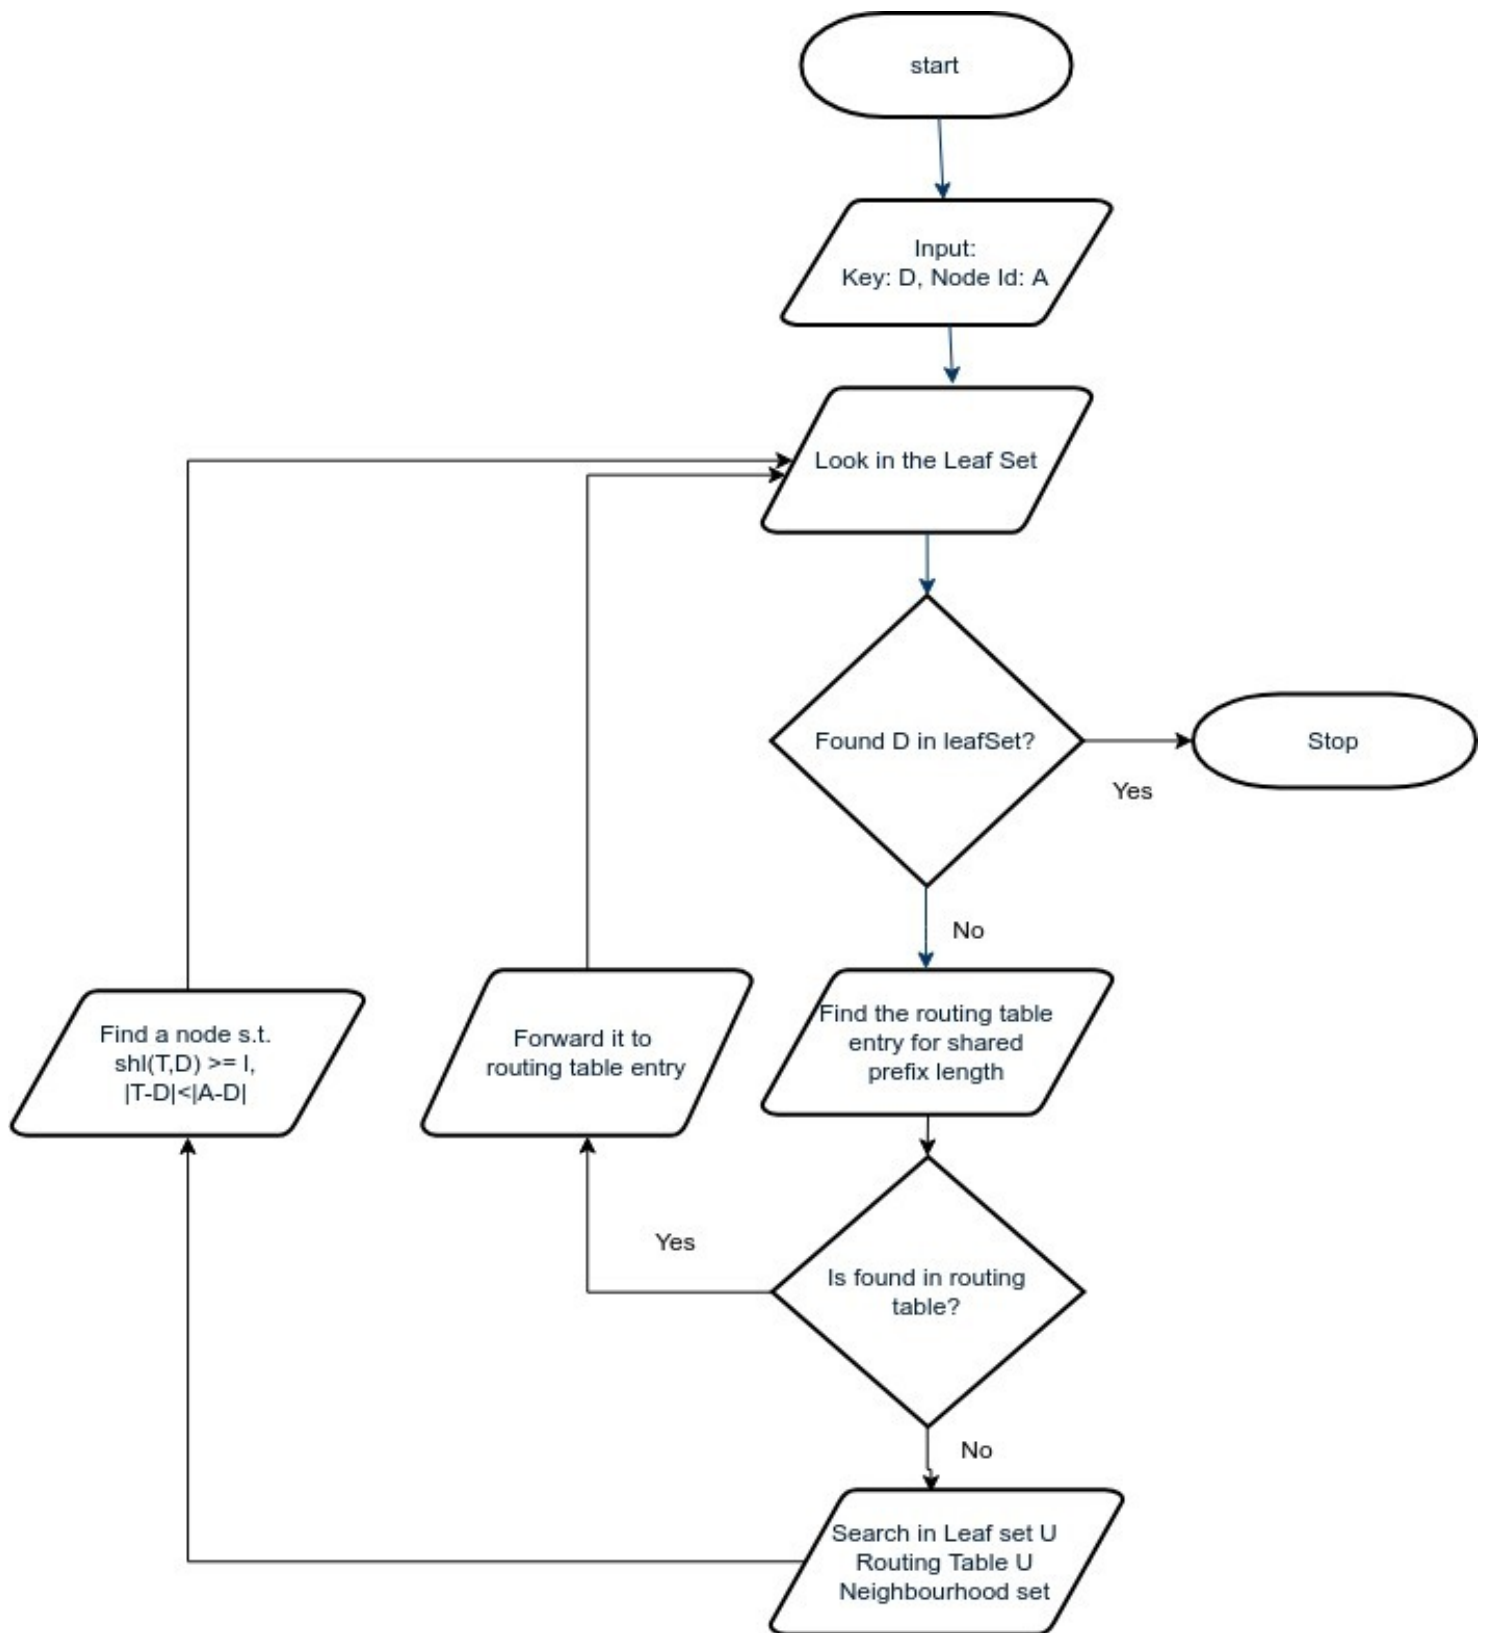 start
Input:
Key: D, Node Id: A
Look in the Leaf Set
Found D in leafSet?
Yes
Stop
No
Find the routing table
entry for shared
prefix length
Forward it to
routing table entry
Find a node s.t.
shl(T,D) >= l,
|T-D|<|A-D|
Is found in routing
table?
Yes
No
Search in Leaf set U
Routing Table U
Neighbourhood set